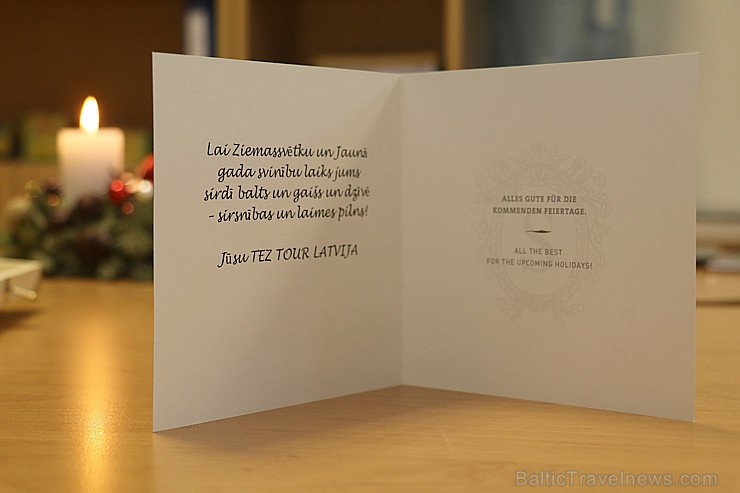 Lai Ziemassvētku un Jaunā
gada svinību laiks jums
sirdī balts un gaišs un dzīvē
- sirsnības un laimes pilns!
Jūsu TEZ TOUR LATVIJA
ALLES GUTE FÜR DIE
KOMMENDEN FEIERTAGE.
ALL THE BEST
FOR THE UPCOMING HOLIDAYS!
BalticTravelnews.com